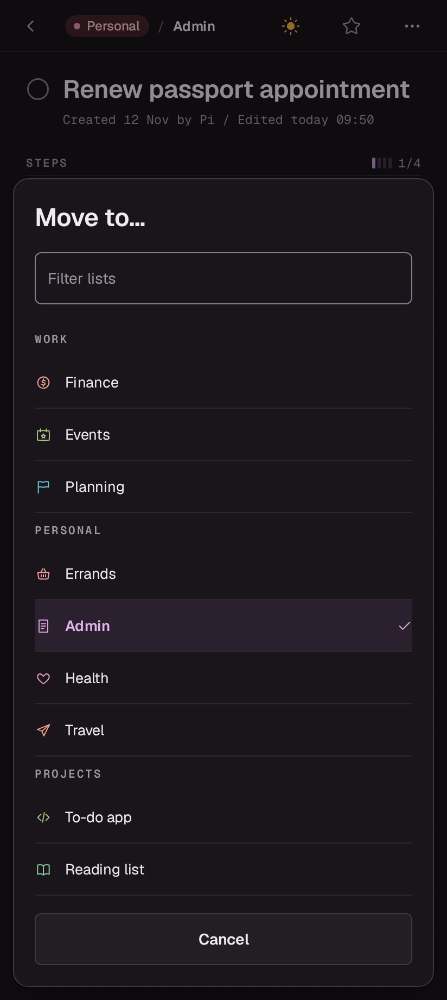 Personal / Admin
Renew passport appointment
Created 12 Nov by Pi / Edited today 09:50
STEPS 1/4
Move to...
Filter lists
WORK
Finance
Events
Planning
PERSONAL
Errands
Admin
Health
Travel
PROJECTS
To-do app
Reading list
Cancel